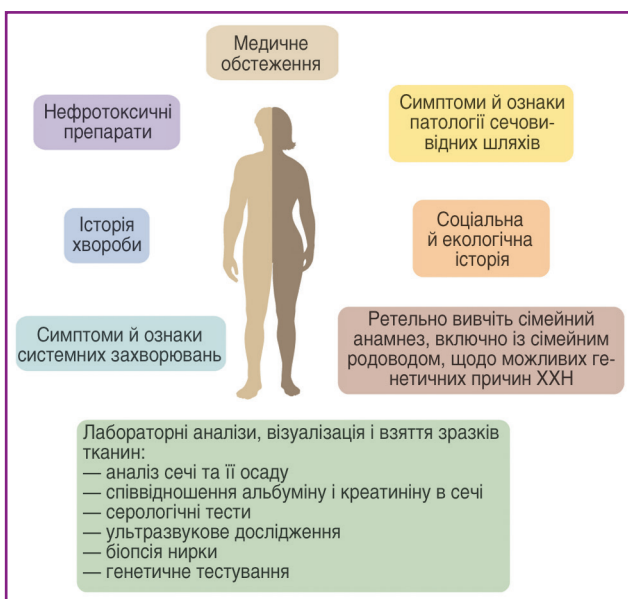 Медичне
обстеження
Нефротоксичні
препарати
Симптоми й ознаки
патології сечови-
відних шляхів
Історія
хвороби
Соціальна
й екологічна
історія
Симптоми й ознаки
системних захворювань
Ретельно вивчіть сімейний
анамнез, включно із сімейним
родоводом, щодо можливих ге-
нетичних причин ХХН
Лабораторні аналізи, візуалізація і взяття зразків
тканин:
— аналіз сечі та її осаду
— співвідношення альбуміну і креатиніну в сечі
— серологічні тести
— ультразвукове дослідження
— біопсія нирки
— генетичне тестування